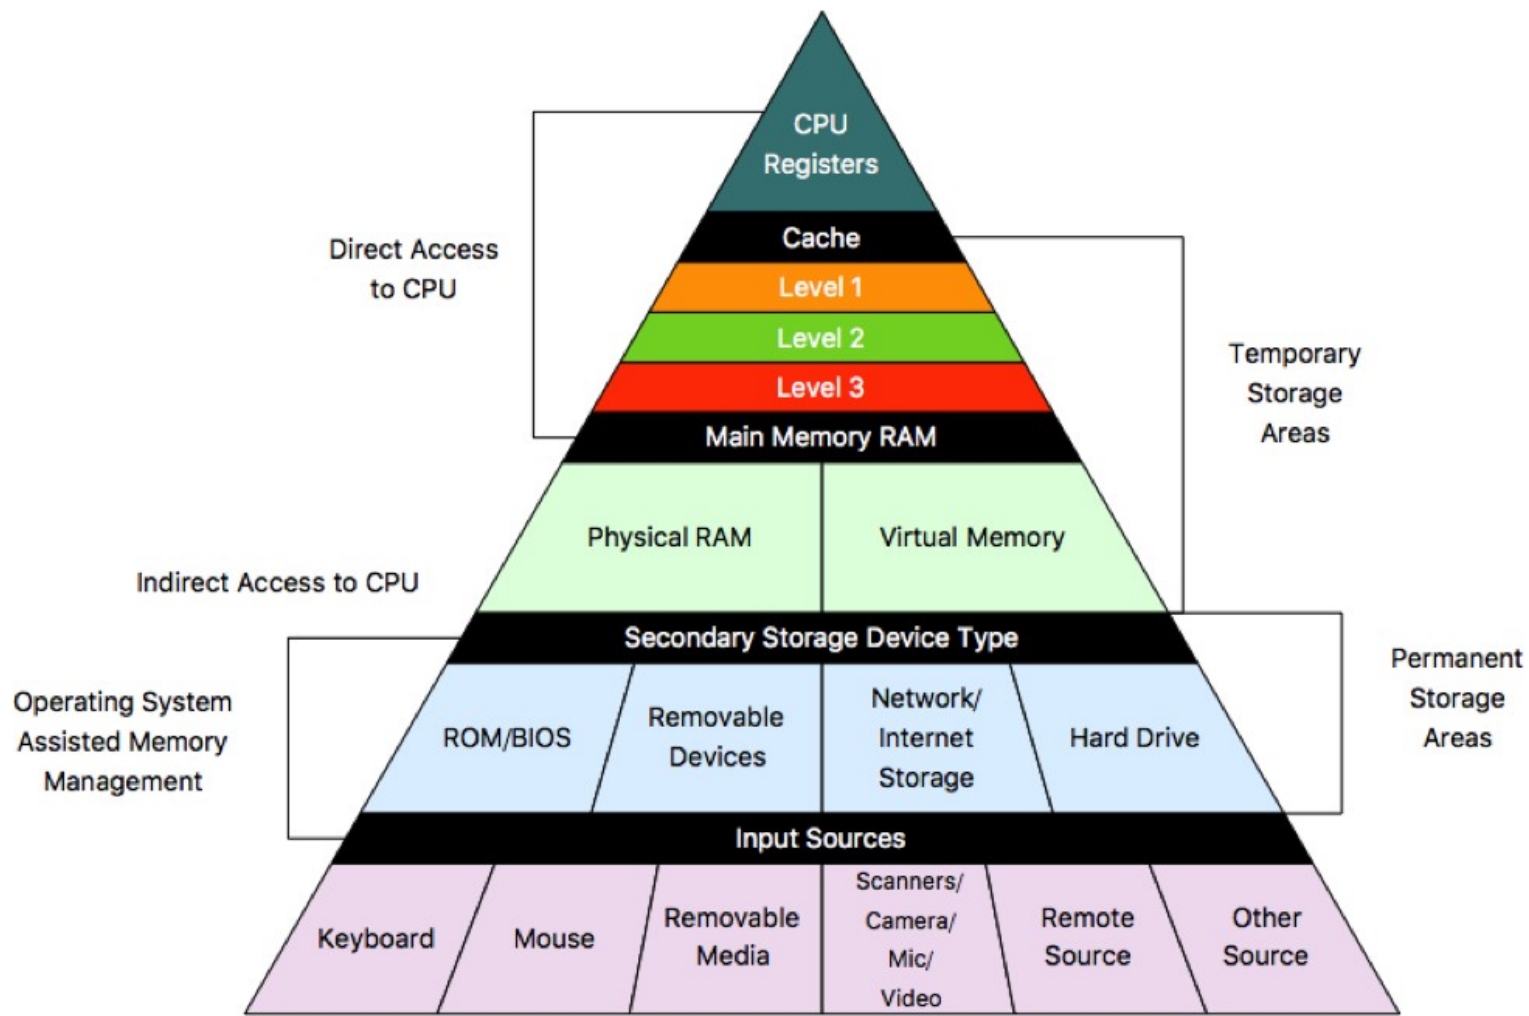 CPU
Registers
Cache
Direct Access
to CPU
Level 1
Level 2
Level 3
Temporary
Storage
Areas
Main Memory RAM
Physical RAM
Virtual Memory
Indirect Access to CPU
Secondary Storage Device Type
Operating System
Assisted Memory
Management
ROM/BIOS
Removable
Devices
Network/
Internet
Storage
Hard Drive
Permanent
Storage
Areas
Input Sources
Keyboard
Mouse
Removable
Media
Scanners/
Camera/
Mic/
Video
Remote
Source
Other
Source